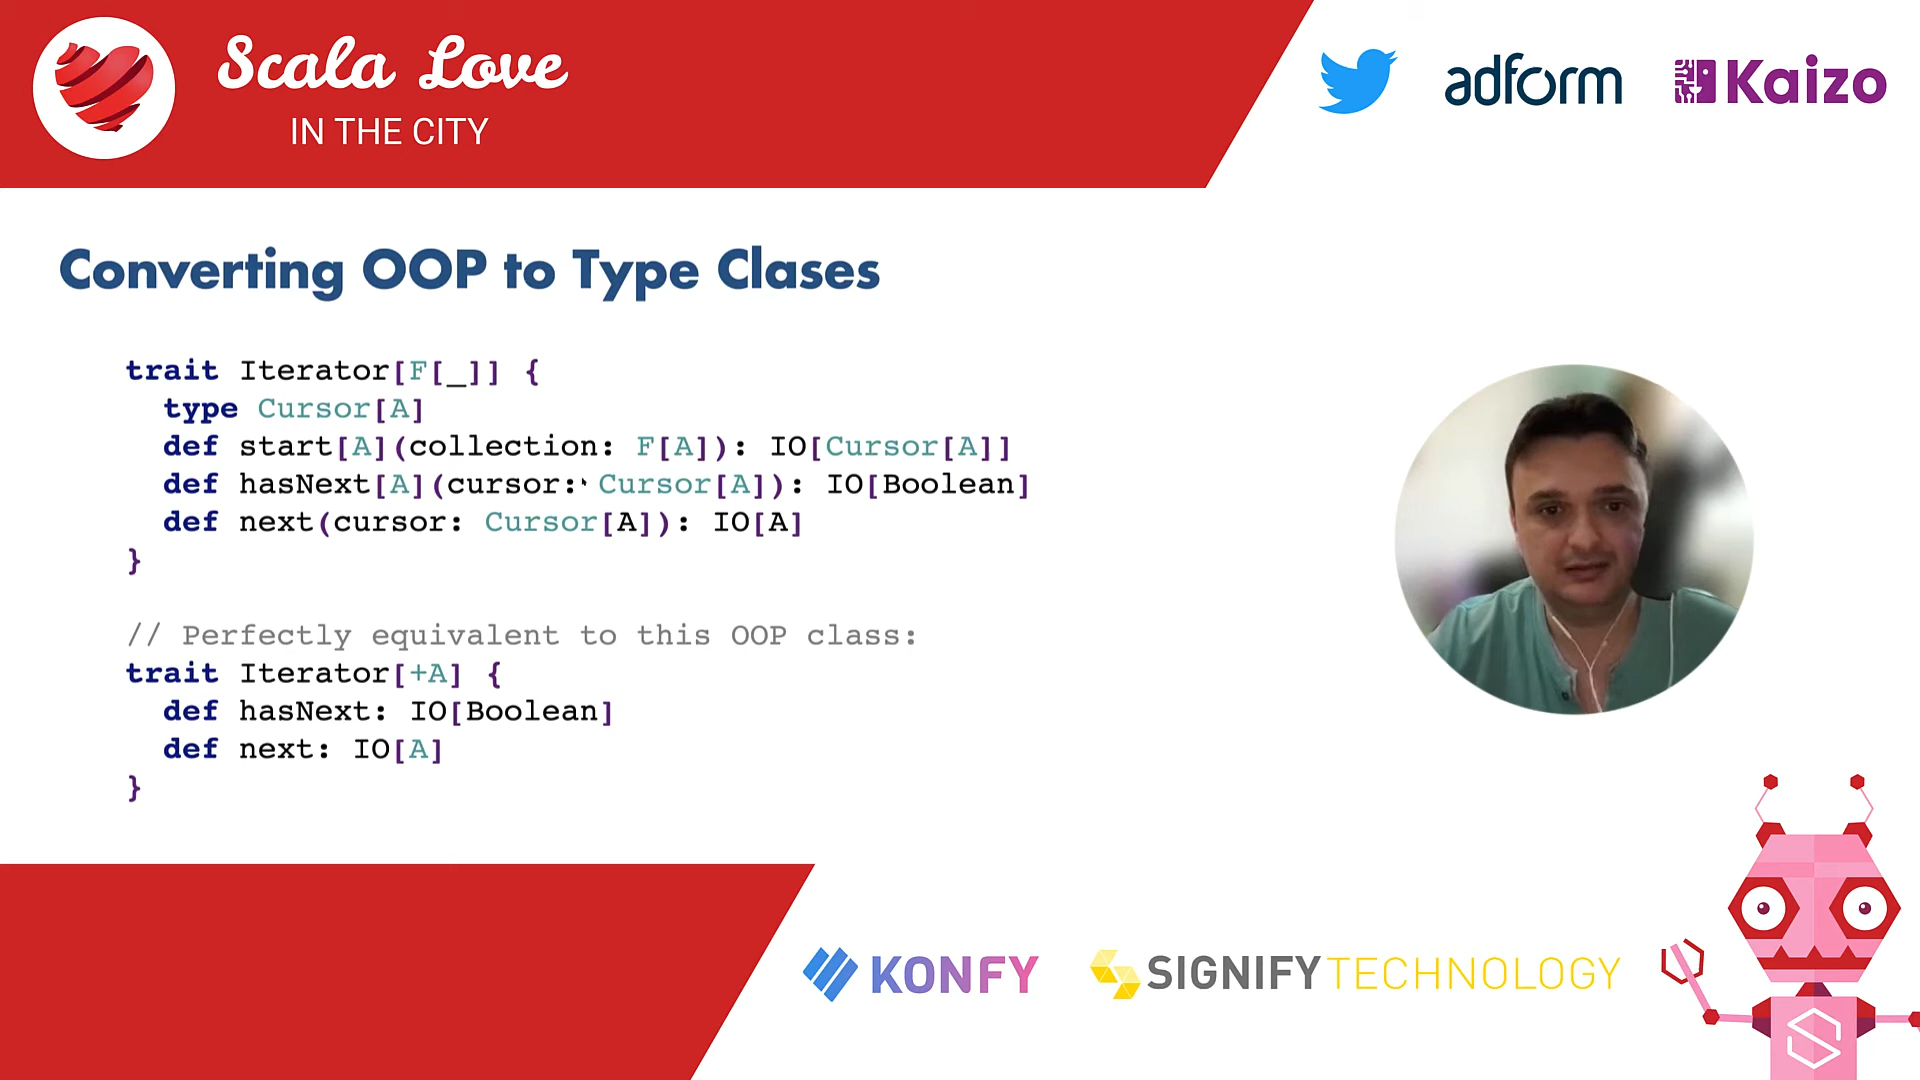 Scala Love
IN THE CITY
adform
Kaizo
Converting OOP to Type Clases
trait Iterator[F[_]] {
  type Cursor[A]
  def start[A](collection: F[A]): IO[Cursor[A]]
  def hasNext[A](cursor: Cursor[A]): IO[Boolean]
  def next(cursor: Cursor[A]): IO[A]
}
// Perfectly equivalent to this OOP class:
trait Iterator[+A] {
  def hasNext: IO[Boolean]
  def next: IO[A]
}
KONFY
SIGNIFYTECHNOLOGY